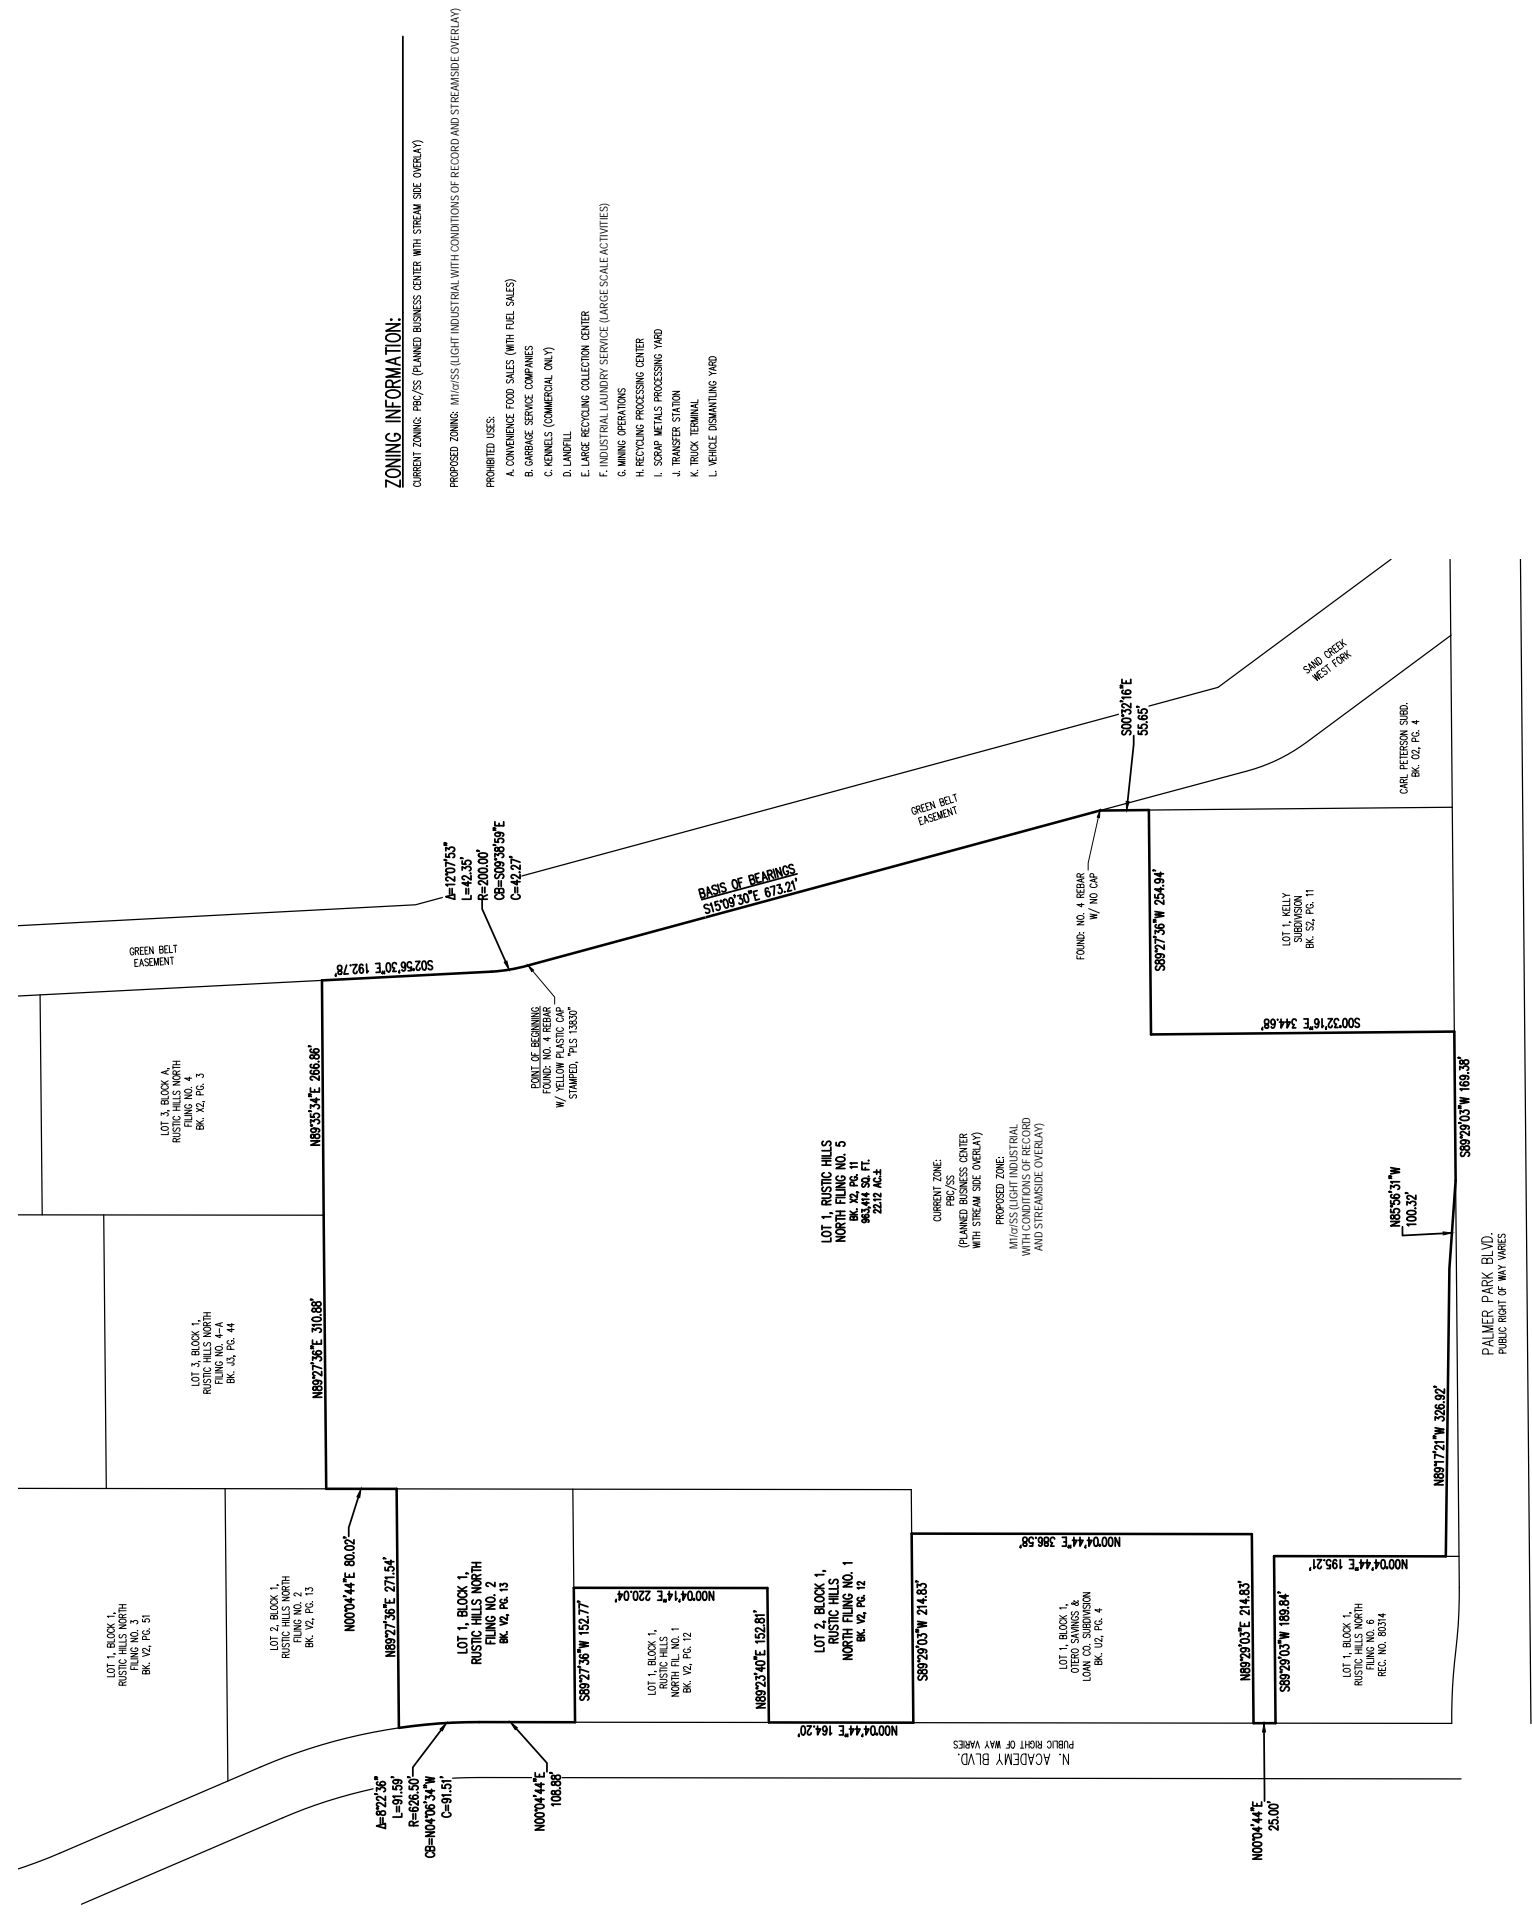 ZONING INFORMATION:
CURRENT ZONING: PBC/SS (PLANNED BUSINESS CENTER WITH STREAM SIDE OVERLAY)
PROPOSED ZONING: M1/cr/SS (LIGHT INDUSTRIAL WITH CONDITIONS OF RECORD AND STREAMSIDE OVERLAY)
PROHIBITED USES:
A. CONVENIENCE FOOD SALES (WITH FUEL SALES)
B. GARBAGE SERVICE COMPANIES
C. KENNELS (COMMERCIAL ONLY)
D. LANDFILL
E. LARGE RECYCLING COLLECTION CENTER
F. INDUSTRIAL LAUNDRY SERVICE (LARGE SCALE ACTIVITIES)
G. MINING OPERATIONS
H. RECYCLING PROCESSING CENTER
I. SCRAP METALS PROCESSING YARD
J. TRANSFER STATION
K. TRUCK TERMINAL
L. VEHICLE DISMANTLING YARD
LOT 1, BLOCK 1,
RUSTIC HILLS NORTH
FILING NO. 3
BK. V2, PG. 51
LOT 3, BLOCK 1,
RUSTIC HILLS NORTH
FILING NO. 4-A
BK. J3, PG. 44
LOT 3, BLOCK A,
RUSTIC HILLS NORTH
FILING NO. 4
BK. X2, PG. 3
GREEN BELT
EASEMENT
LOT 2, BLOCK 1,
RUSTIC HILLS NORTH
FILING NO. 2
BK. V2, PG. 13
N00°04'44"E 80.02'
N89°27'36"E 310.88'
N89°35'34"E 266.86'
S02°56'30"E 192.78'
Δ=12°07'53"
L=42.35'
R=200.00'
CB=S09°38'59"E
C=42.27'
Δ=8°22'36"
L=91.59'
R=626.50'
CB=N04°06'34"W
C=91.51'
N89°27'36"E 271.54'
LOT 1, BLOCK 1,
RUSTIC HILLS NORTH
FILING NO. 2
BK. V2, PG. 13
POINT OF BEGINNING
FOUND: NO. 4 REBAR
W/ YELLOW PLASTIC CAP
STAMPED, "PLS 13830"
N00°04'44"E
108.88'
S89°27'36"W 152.77'
N00°04'14"E 220.04'
LOT 1, BLOCK 1,
RUSTIC HILLS
NORTH FIL. NO. 1
BK. V2, PG. 12
N89°23'40"E 152.81'
BASIS OF BEARINGS
S15°09'30"E 673.21'
LOT 2, BLOCK 1,
RUSTIC HILLS
NORTH FILING NO. 1
BK. V2, PG. 12
N00°04'44"E 164.20'
LOT 1, RUSTIC HILLS
NORTH FILING NO. 5
BK. X2, PG. 11
963,414 SQ. FT.
22.12 AC.±
GREEN BELT
EASEMENT
CURRENT ZONE:
PBC/SS
(PLANNED BUSINESS CENTER
WITH STREAM SIDE OVERLAY)
PROPOSED ZONE:
M1/cr/SS (LIGHT INDUSTRIAL
WITH CONDITIONS OF RECORD
AND STREAMSIDE OVERLAY)
N. ACADEMY BLVD.
PUBLIC RIGHT OF WAY VARIES
S89°29'03"W 214.83'
N00°04'44"E 386.58'
LOT 1, BLOCK 1,
OTERO SAVINGS &
LOAN CO. SUBDIVISION
BK. U2, PG. 4
N89°29'03"E 214.83'
FOUND: NO. 4 REBAR
W/ NO CAP
S00°32'16"E
55.65'
S89°27'36"W 254.94'
LOT 1, KELLY
SUBDIVISION
BK. S2, PG. 11
SAND CREEK
WEST FORK
N00°04'44"E
25.00'
S89°29'03"W 189.84'
N00°04'44"E 195.21'
LOT 1, BLOCK 1,
RUSTIC HILLS NORTH
FILING NO. 6
REC. NO. 80314
S00°32'16"E 344.68'
CARL PETERSON SUBD.
BK. O2, PG. 4
N89°17'21"W 326.92'
N85°56'31"W
100.32'
S89°29'03"W 169.38'
PALMER PARK BLVD.
PUBLIC RIGHT OF WAY VARIES